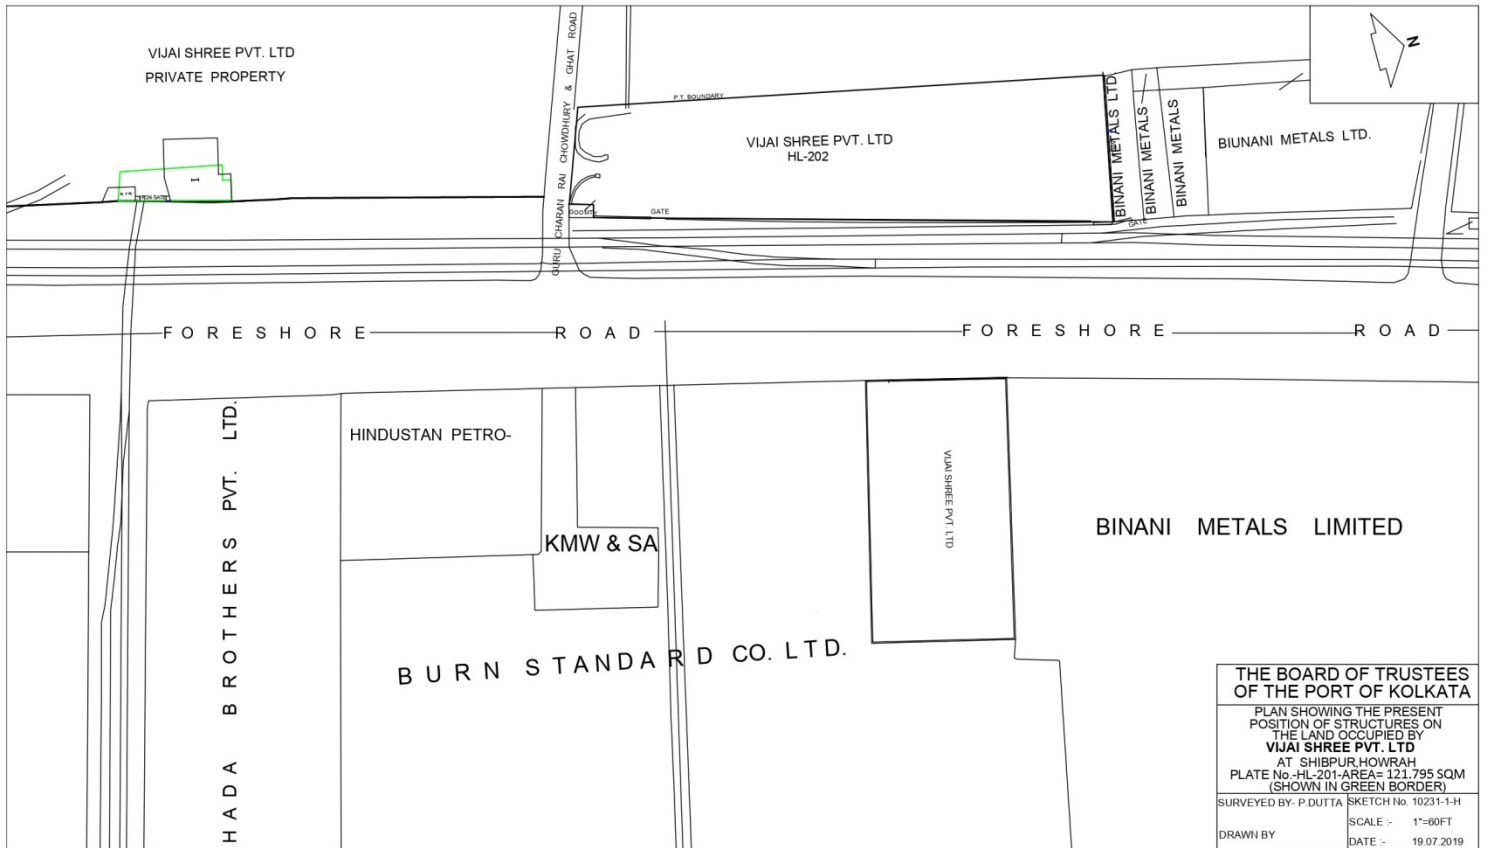 VIJAI SHREE PVT. LTD
PRIVATE PROPERTY
GURU CHARAN RAI CHOWDHURY & GHAT ROAD
N
P.T. BOUNDARY
VIJAI SHREE PVT. LTD
HL-202
BINANI METALS LTD.
BINANI METALS
BINANI METALS
BIUNANI METALS LTD.
I
IRON GATE
GOOMTY
GATE
GATE
FORESHORE ROAD FORESHORE ROAD
HADA BROTHERS PVT. LTD.
HINDUSTAN PETRO-
KMW & SA
VIJAI SHREE PVT. LTD
BINANI METALS LIMITED
BURN STANDARD CO. LTD.
THE BOARD OF TRUSTEES
OF THE PORT OF KOLKATA
PLAN SHOWING THE PRESENT
POSITION OF STRUCTURES ON
THE LAND OCCUPIED BY
VIJAI SHREE PVT. LTD
AT SHIBPUR,HOWRAH
PLATE No.-HL-201-AREA= 121.795 SQM
(SHOWN IN GREEN BORDER)
SURVEYED BY- P.DUTTA
SKETCH No. 10231-1-H
SCALE :- 1"=60FT
DRAWN BY
DATE :- 19.07.2019